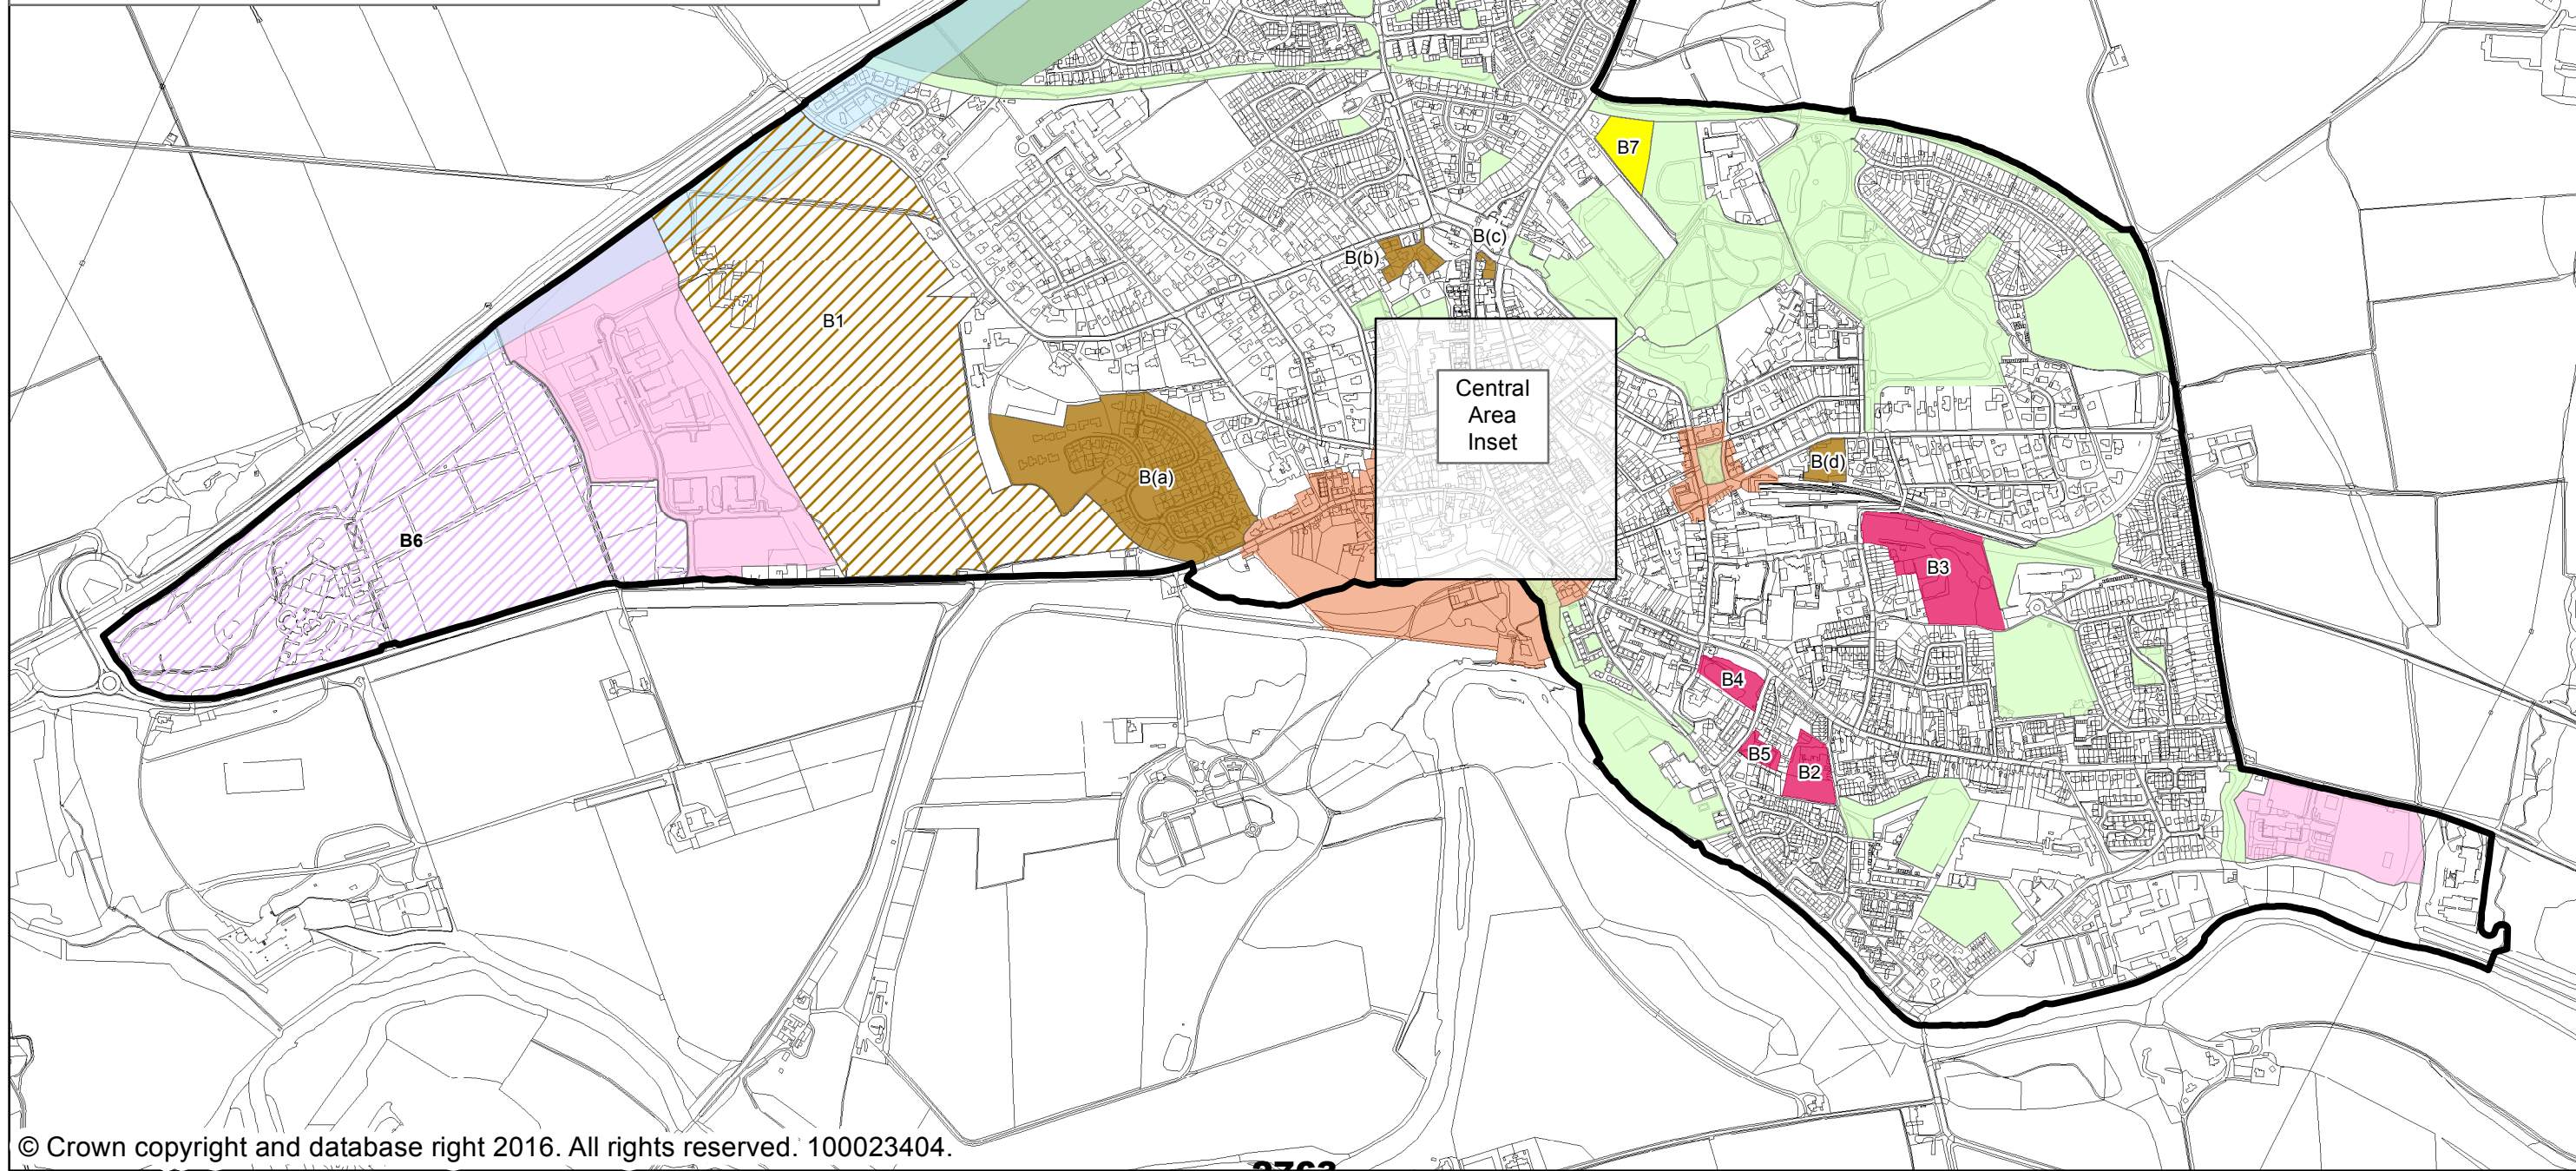 B7
B(c)
B(b)
B1
Central
Area
Inset
B(a)
B(d)
B6
B3
B4
B5
B2
© Crown copyright and database right 2016. All rights reserved. 100023404.